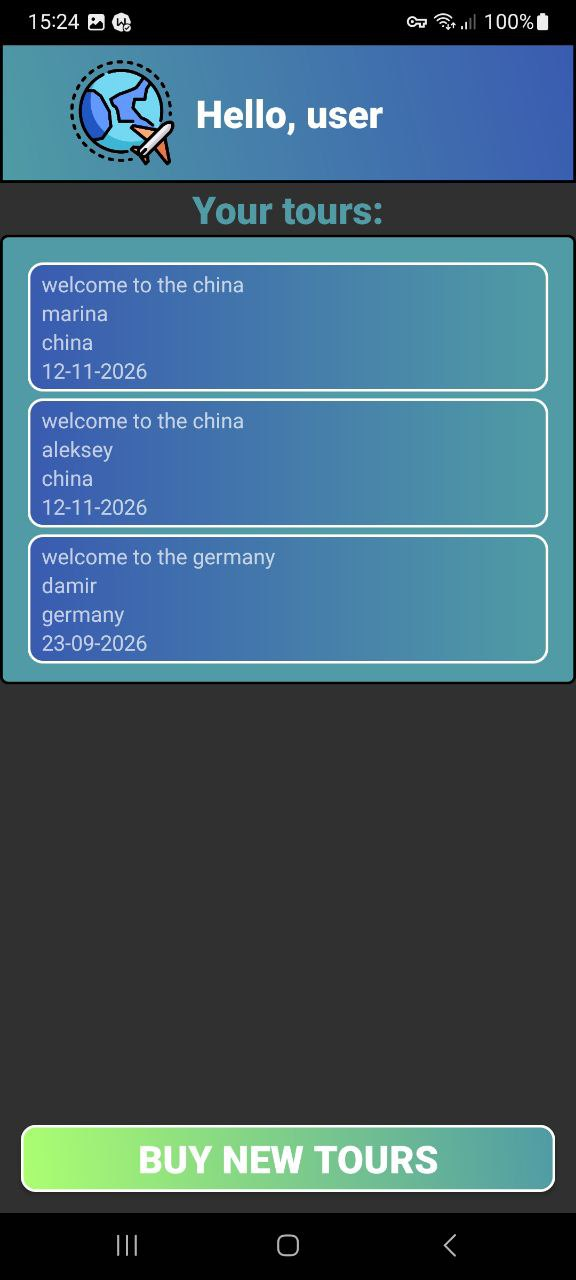 15:24
100%
Hello, user
Your tours:
welcome to the china
marina
china
12-11-2026
welcome to the china
aleksey
china
12-11-2026
welcome to the germany
damir
germany
23-09-2026
BUY NEW TOURS